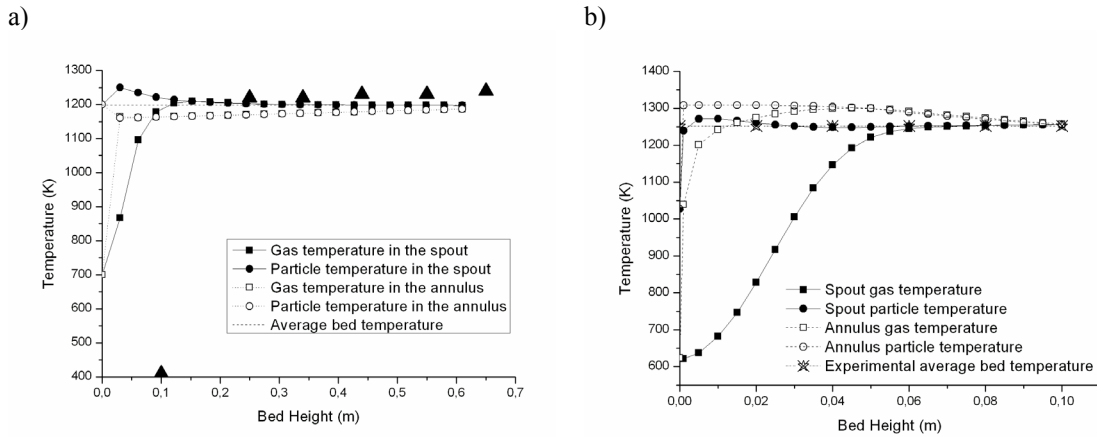 a)
1300
1200
1100
1000
900
800
700
600
500
400
0,0
0,1
0,2
0,3
0,4
0,5
0,6
0,7
Temperature (K)
Bed Height (m)
Gas temperature in the spout
Particle temperature in the spout
Gas temperature in the annulus
Particle temperature in the annulus
Average bed temperature
b)
1400
1300
1200
1100
1000
900
800
700
600
0,00
0,02
0,04
0,06
0,08
0,10
Temperature (K)
Bed Height (m)
Spout gas temperature
Spout particle temperature
Annulus gas temperature
Annulus particle temperature
Experimental average bed temperature